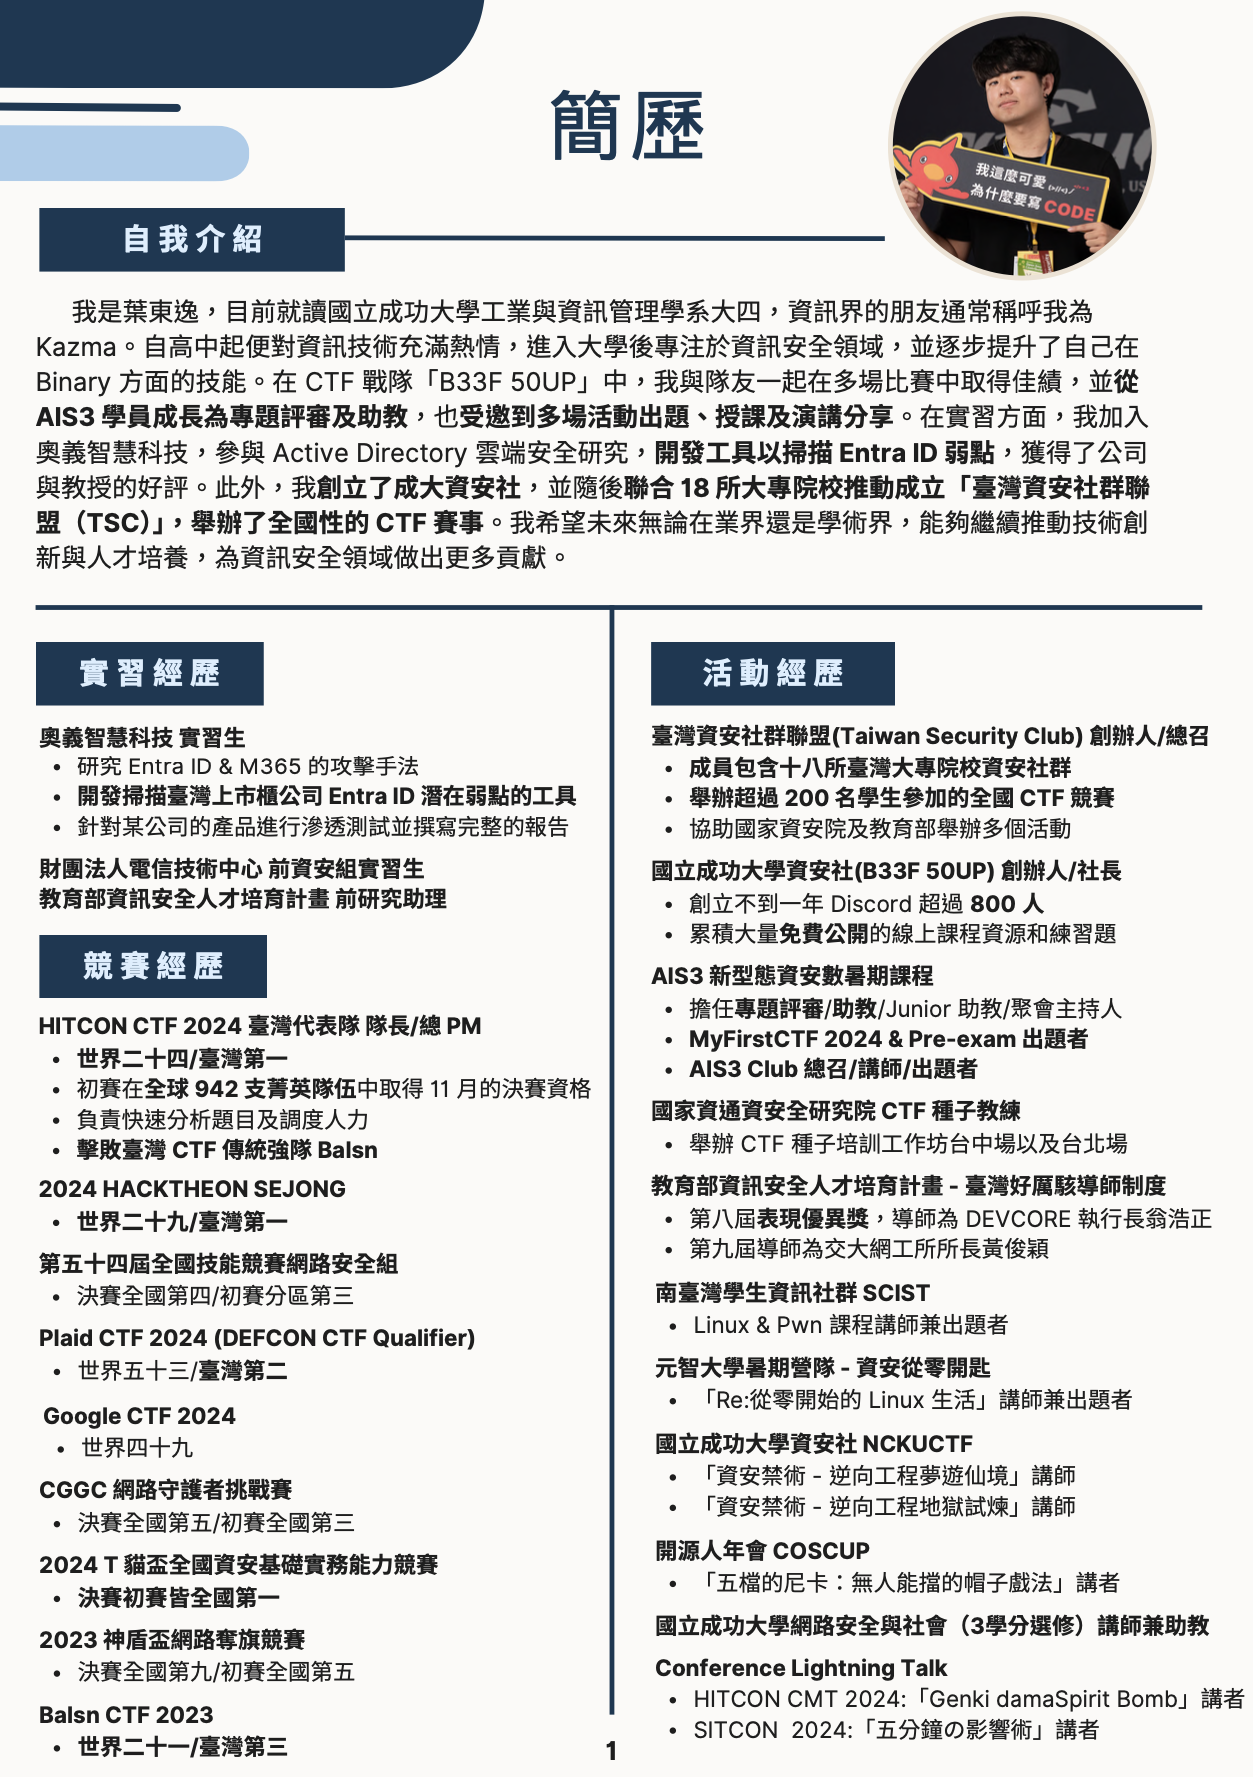 簡歷
我這麼可愛
為什麼要寫 CODE
自我介紹
我是葉東逸，目前就讀國立成功大學工業與資訊管理學系大四，資訊界的朋友通常稱呼我為
Kazma。自高中起便對資訊技術充滿熱情，進入大學後專注於資訊安全領域，並逐步提升了自己在
Binary 方面的技能。在 CTF 戰隊「B33F 50UP」中，我與隊友一起在多場比賽中取得佳績，並從
AIS3 學員成長為專題評審及助教，也受邀到多場活動出題、授課及演講分享。在實習方面，我加入
奧義智慧科技，參與 Active Directory 雲端安全研究，開發工具以掃描 Entra ID 弱點，獲得了公司
與教授的好評。此外，我創立了成大資安社，並隨後聯合 18 所大專院校推動成立「臺灣資安社群聯
盟（TSC）」，舉辦了全國性的 CTF 賽事。我希望未來無論在業界還是學術界，能夠繼續推動技術創
新與人才培養，為資訊安全領域做出更多貢獻。
實習經歷
奧義智慧科技 實習生
• 研究 Entra ID & M365 的攻擊手法
• 開發掃描臺灣上市櫃公司 Entra ID 潛在弱點的工具
• 針對某公司的產品進行滲透測試並撰寫完整的報告
財團法人電信技術中心 前資安組實習生
教育部資訊安全人才培育計畫 前研究助理
競賽經歷
HITCON CTF 2024 臺灣代表隊 隊長/總 PM
• 世界二十四/臺灣第一
• 初賽在全球 942 支菁英隊伍中取得 11 月的決賽資格
• 負責快速分析題目及調度人力
• 擊敗臺灣 CTF 傳統強隊 Balsn
2024 HACKTHEON SEJONG
• 世界二十九/臺灣第一
第五十四屆全國技能競賽網路安全組
• 決賽全國第四/初賽分區第三
Plaid CTF 2024 (DEFCON CTF Qualifier)
• 世界五十三/臺灣第二
Google CTF 2024
• 世界四十九
CGGC 網路守護者挑戰賽
• 決賽全國第五/初賽全國第三
2024 T 貓盃全國資安基礎實務能力競賽
• 決賽初賽皆全國第一
2023 神盾盃網路奪旗競賽
• 決賽全國第九/初賽全國第五
Balsn CTF 2023
• 世界二十一/臺灣第三
活動經歷
臺灣資安社群聯盟(Taiwan Security Club) 創辦人/總召
• 成員包含十八所臺灣大專院校資安社群
• 舉辦超過 200 名學生參加的全國 CTF 競賽
• 協助國家資安院及教育部舉辦多個活動
國立成功大學資安社(B33F 50UP) 創辦人/社長
• 創立不到一年 Discord 超過 800 人
• 累積大量免費公開的線上課程資源和練習題
AIS3 新型態資安數暑期課程
• 擔任專題評審/助教/Junior 助教/聚會主持人
• MyFirstCTF 2024 & Pre-exam 出題者
• AIS3 Club 總召/講師/出題者
國家資通資安全研究院 CTF 種子教練
• 舉辦 CTF 種子培訓工作坊台中場以及台北場
教育部資訊安全人才培育計畫 - 臺灣好厲駭導師制度
• 第八屆表現優異獎，導師為 DEVCORE 執行長翁浩正
• 第九屆導師為交大網工所所長黃俊穎
南臺灣學生資訊社群 SCIST
• Linux & Pwn 課程講師兼出題者
元智大學暑期營隊 - 資安從零開匙
• 「Re:從零開始的 Linux 生活」講師兼出題者
國立成功大學資安社 NCKUCTF
• 「資安禁術 - 逆向工程夢遊仙境」講師
• 「資安禁術 - 逆向工程地獄試煉」講師
開源人年會 COSCUP
• 「五檔的尼卡：無人能擋的帽子戲法」講者
國立成功大學網路安全與社會（3學分選修）講師兼助教
Conference Lightning Talk
• HITCON CMT 2024:「Genki damaSpirit Bomb」講者
• SITCON 2024:「五分鐘の影響術」講者
1